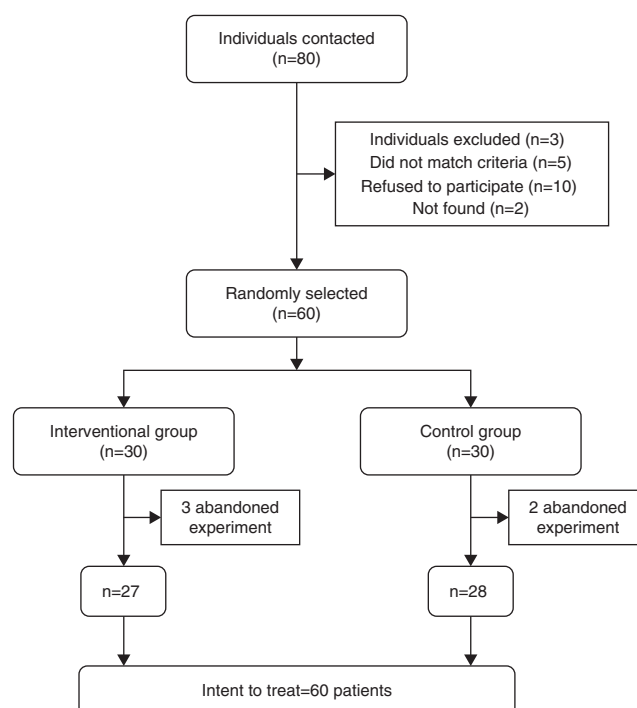 Individuals contacted
(n=80)
Individuals excluded (n=3)
Did not match criteria (n=5)
Refused to participate (n=10)
Not found (n=2)
Randomly selected
(n=60)
Interventional group
(n=30)
Control group
(n=30)
3 abandoned
experiment
2 abandoned
experiment
n=27
n=28
Intent to treat=60 patients